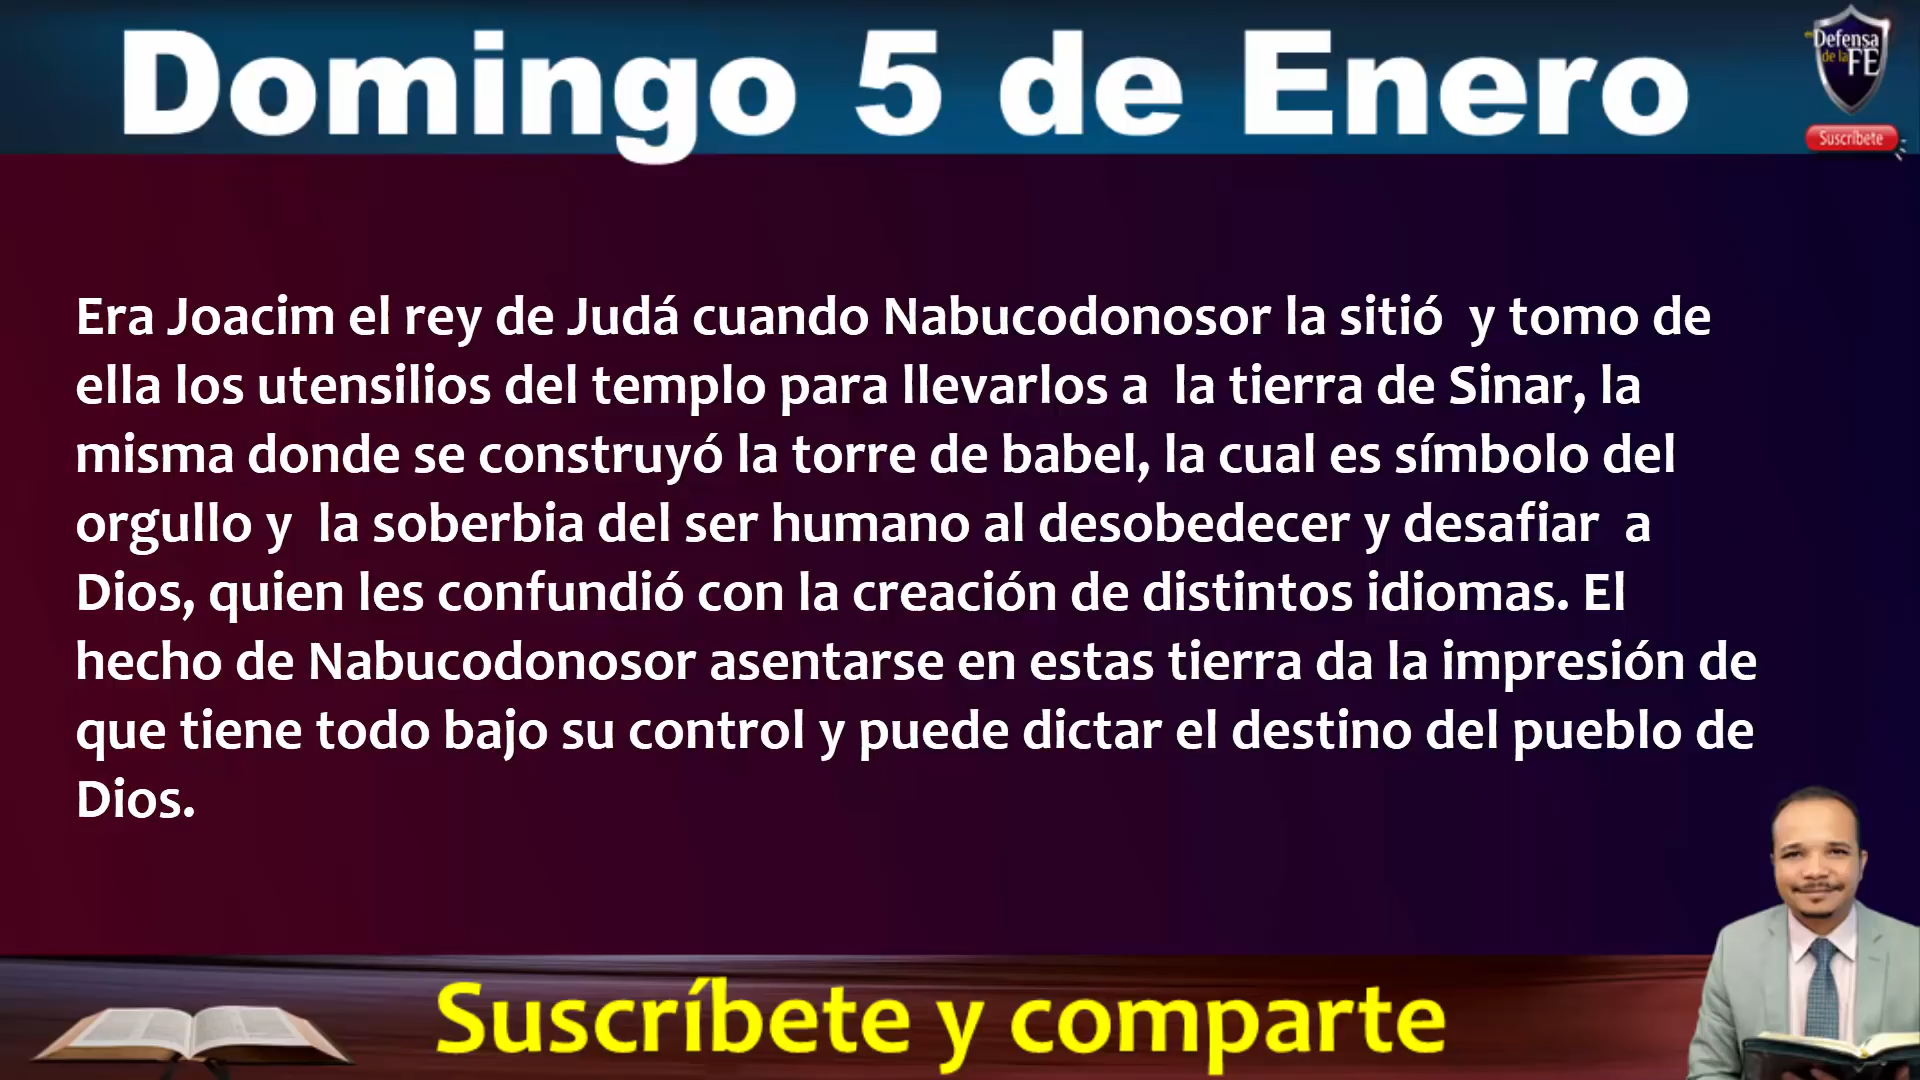 Domingo 5 de Enero
en Defensa
de la FE
Suscríbete
Era Joacim el rey de Judá cuando Nabucodonosor la sitió  y tomo de
ella los utensilios del templo para llevarlos a  la tierra de Sinar, la
misma donde se construyó la torre de babel, la cual es símbolo del
orgullo y  la soberbia del ser humano al desobedecer y desafiar  a
Dios, quien les confundió con la creación de distintos idiomas. El
hecho de Nabucodonosor asentarse en estas tierra da la impresión de
que tiene todo bajo su control y puede dictar el destino del pueblo de
Dios.
Suscríbete y comparte